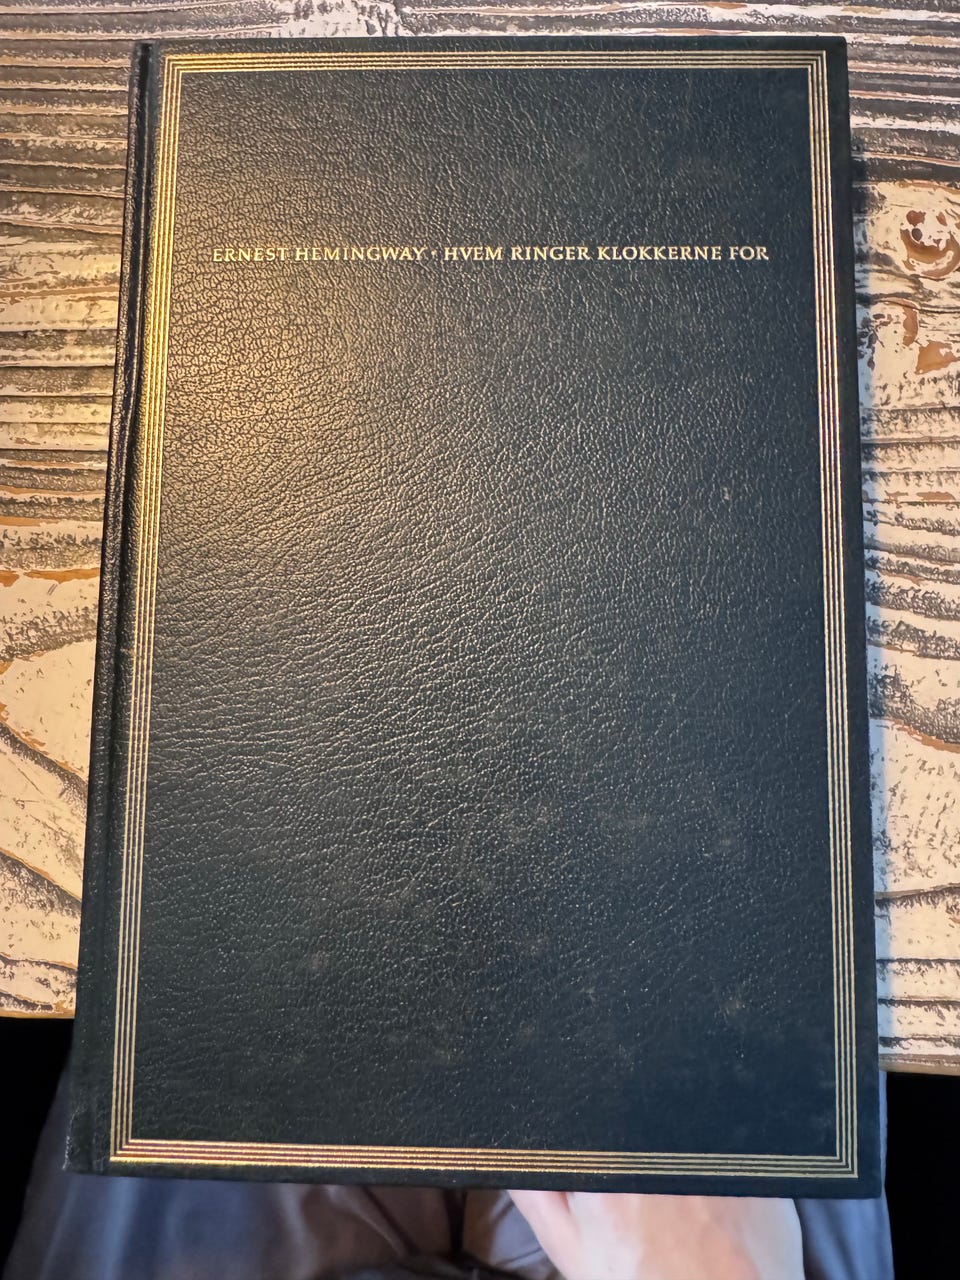 ERNEST HEMINGWAY · HVEM RINGER KLOKKERNE FOR